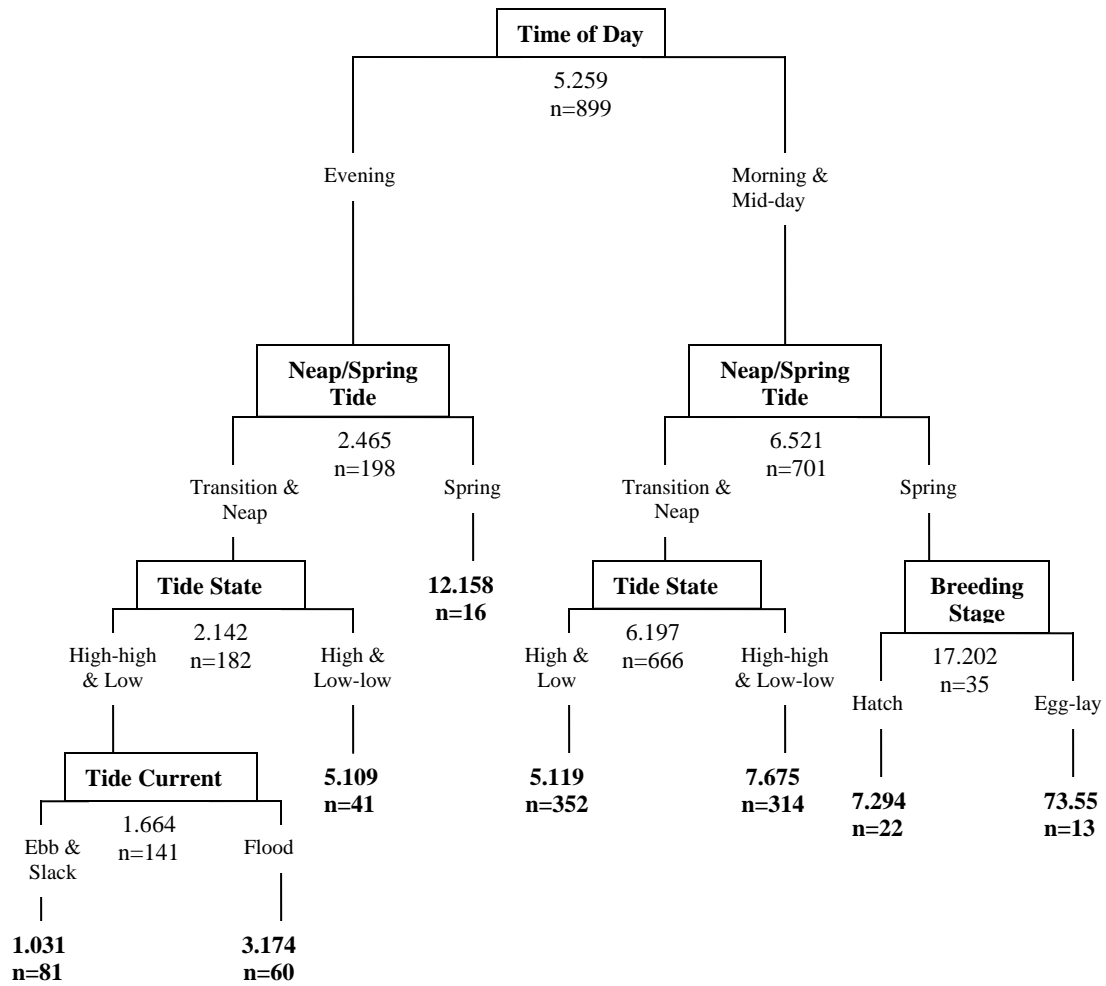 Time of Day
5.259
n=899
Evening
Morning &
Mid-day
Neap/Spring
Tide
2.465
n=198
Neap/Spring
Tide
6.521
n=701
Transition &
Neap
Spring
Transition &
Neap
Spring
Tide State
2.142
n=182
12.158
n=16
Tide State
6.197
n=666
Breeding
Stage
17.202
n=35
High-high
& Low
High &
Low-low
High &
Low
High-high
& Low-low
Hatch
Egg-lay
Tide Current
1.664
n=141
5.109
n=41
5.119
n=352
7.675
n=314
7.294
n=22
73.55
n=13
Ebb &
Slack
Flood
1.031
n=81
3.174
n=60